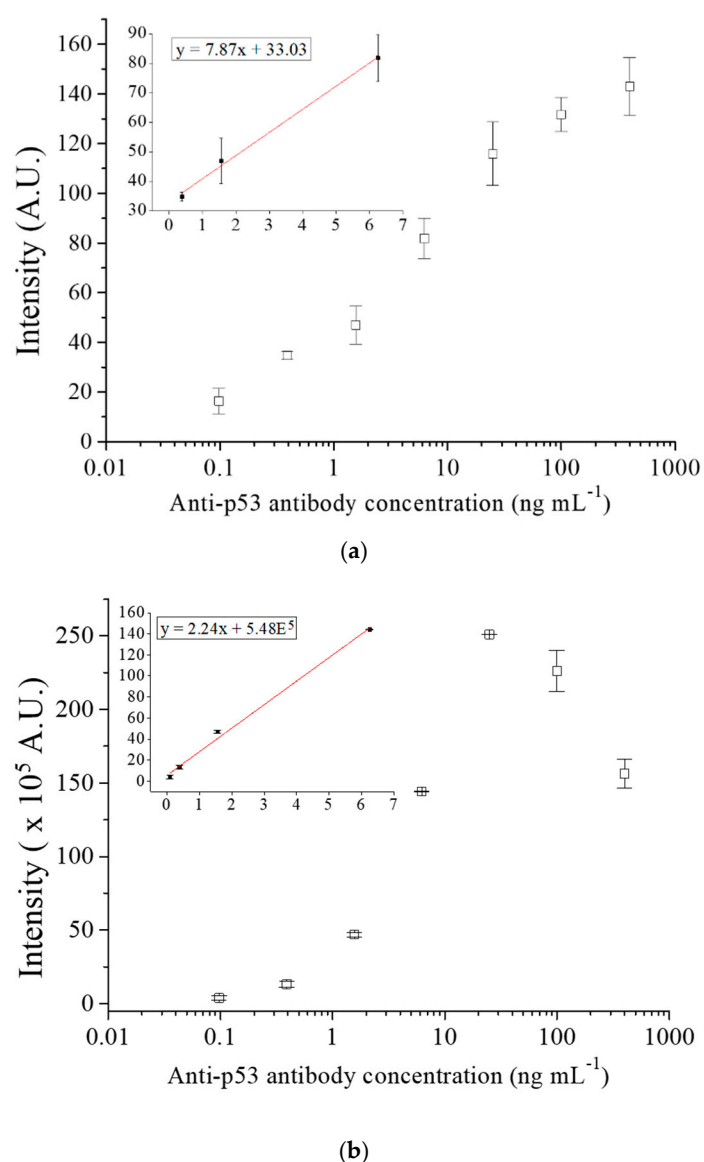 160
140
120
100
80
60
40
20
0
Intensity (A.U.)
90
80
70
60
50
40
30
y = 7.87x + 33.03
0 1 2 3 4 5 6 7
0.01 0.1 1 10 100 1000
Anti-p53 antibody concentration (ng mL⁻¹)
(a)
250
200
150
100
50
0
Intensity ( x 10⁵ A.U.)
160
140
120
100
80
60
40
20
0
y = 2.24x + 5.48E⁵
0 1 2 3 4 5 6 7
0.01 0.1 1 10 100 1000
Anti-p53 antibody concentration (ng mL⁻¹)
(b)